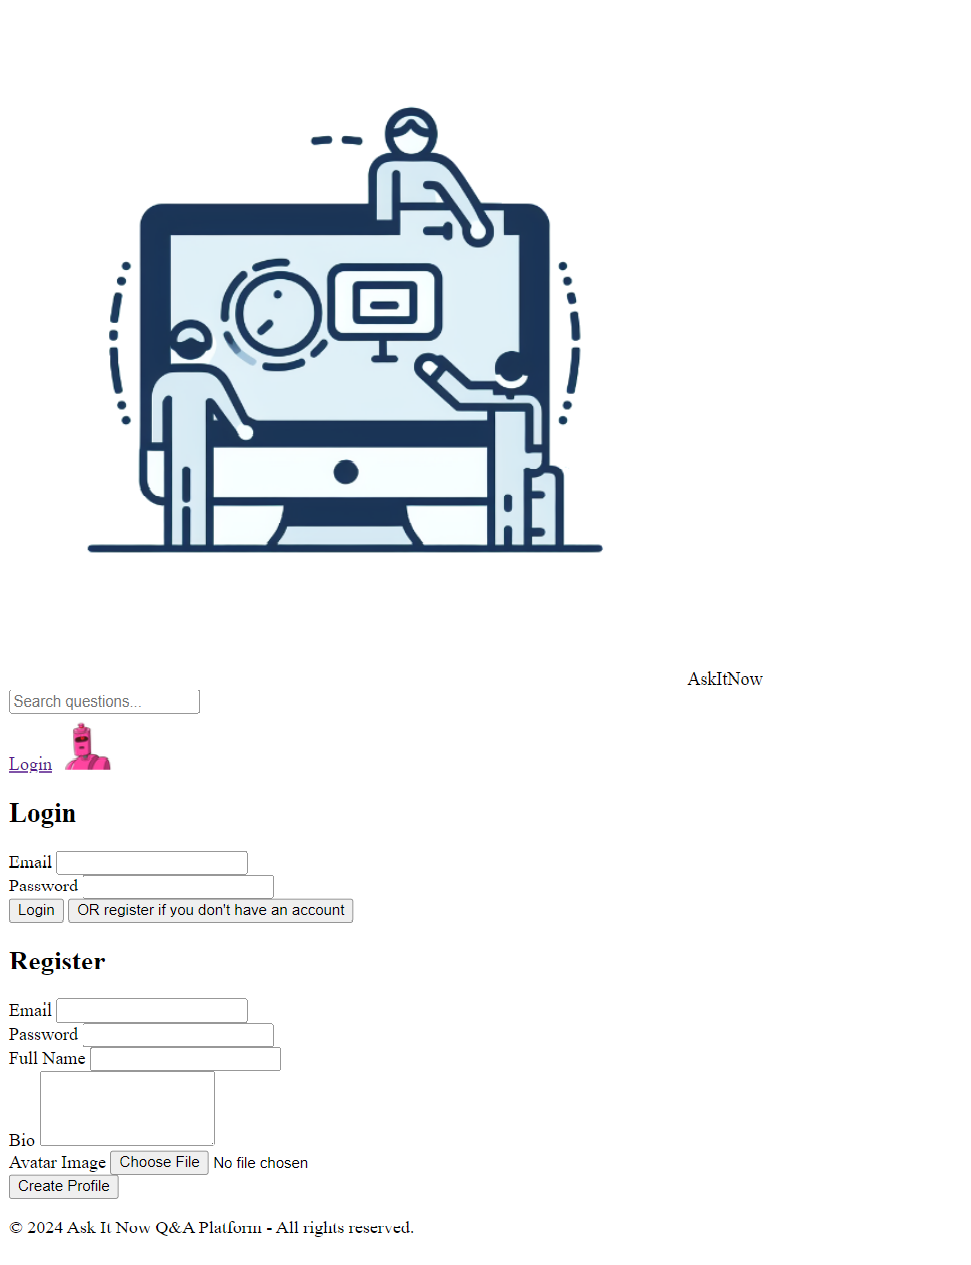 AskItNow
Search questions...
Login
Login
Email
Password
Login OR register if you don't have an account
Register
Email
Password
Full Name
Bio
Avatar Image Choose File No file chosen
Create Profile
© 2024 Ask It Now Q&A Platform - All rights reserved.